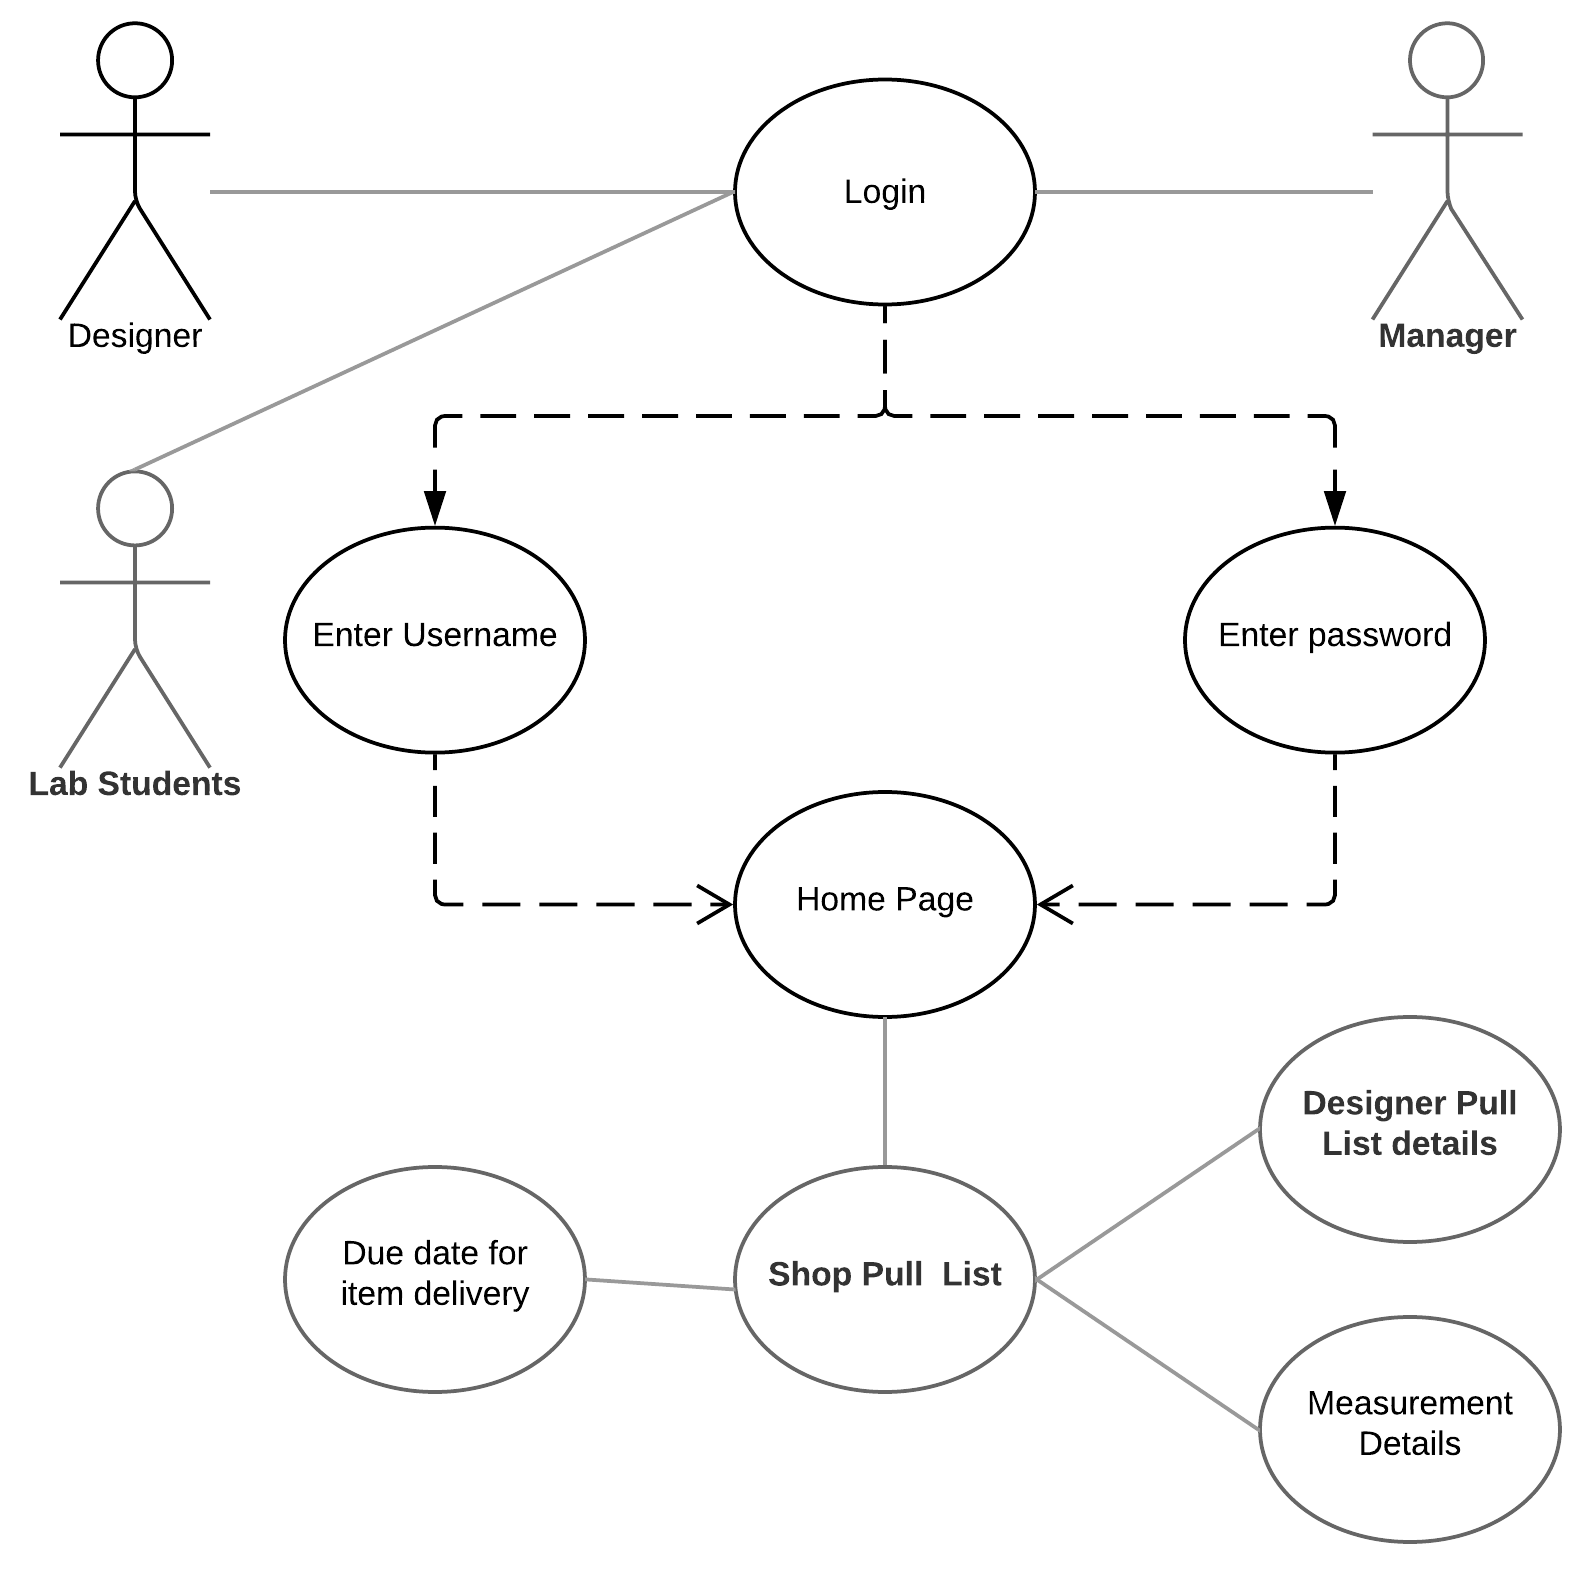 Login
Designer
Manager
Enter Username
Enter password
Lab Students
Home Page
Designer Pull
List details
Due date for
item delivery
Shop Pull  List
Measurement
Details